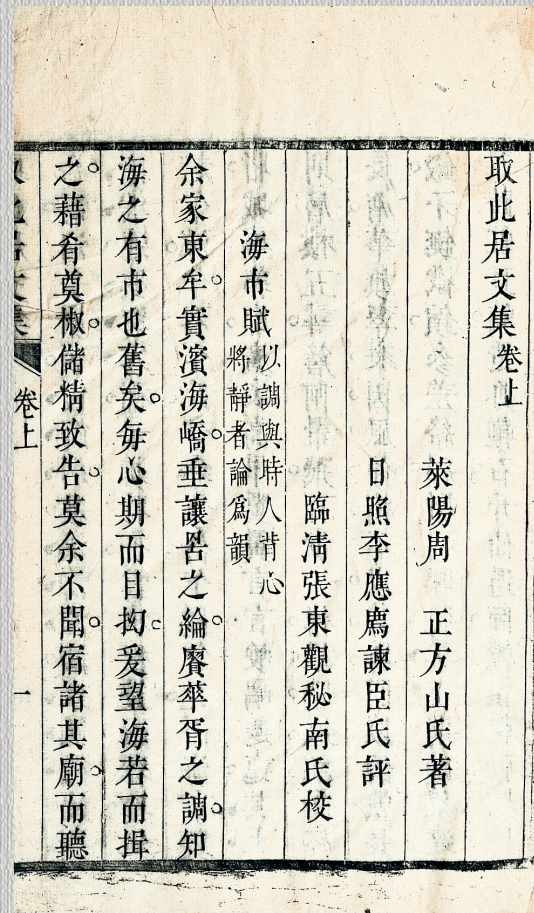 取此居文集卷上
萊陽周　正方山氏著
日照李應廌諫臣氏評
臨清張東觀秘南氏校
海市賦以調與時人背心將靜者論爲韻
余家東牟實濱海嶠垂讓呂之綸賡華胥之調知
海之有市也舊矣每心期而目抝爰望海若而揖
之藉肴奠椒儲精致告莫余不聞宿諸其廟而聽
取此居文集
卷上
一